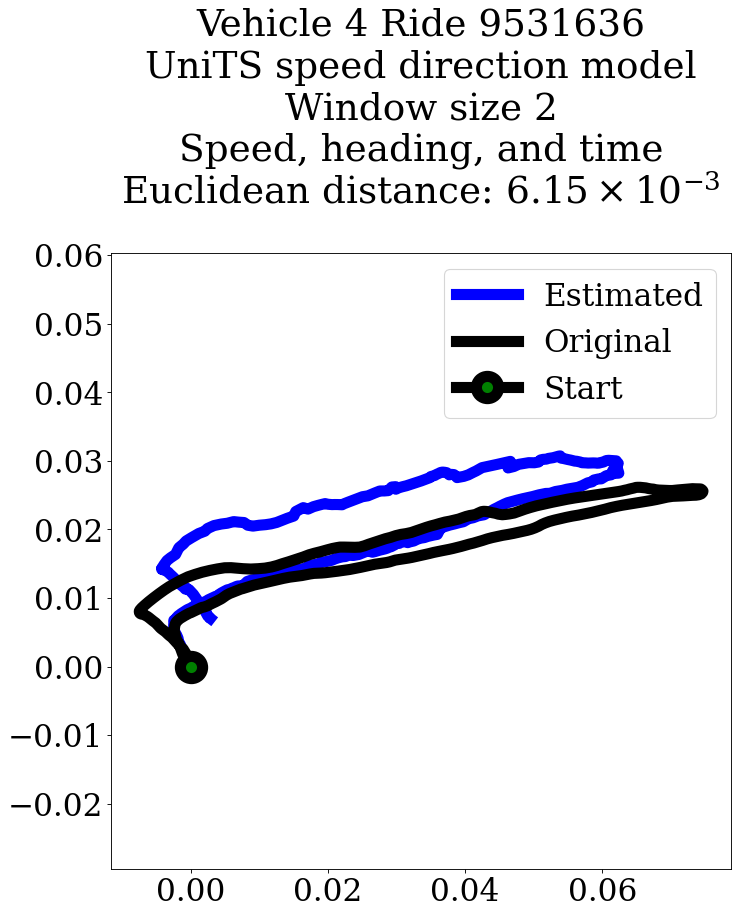 Vehicle 4 Ride 9531636
UniTS speed direction model
Window size 2
Speed, heading, and time
Euclidean distance: 6.15 × 10⁻³
0.06
0.05
0.04
0.03
0.02
0.01
0.00
−0.01
−0.02
Estimated
Original
Start
0.00 0.02 0.04 0.06